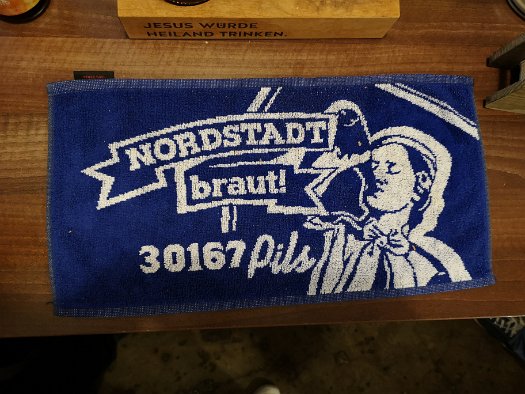 JESUS WÜRDE
HEILAND TRINKEN.
NORDSTADT
braut!
30167 Pils